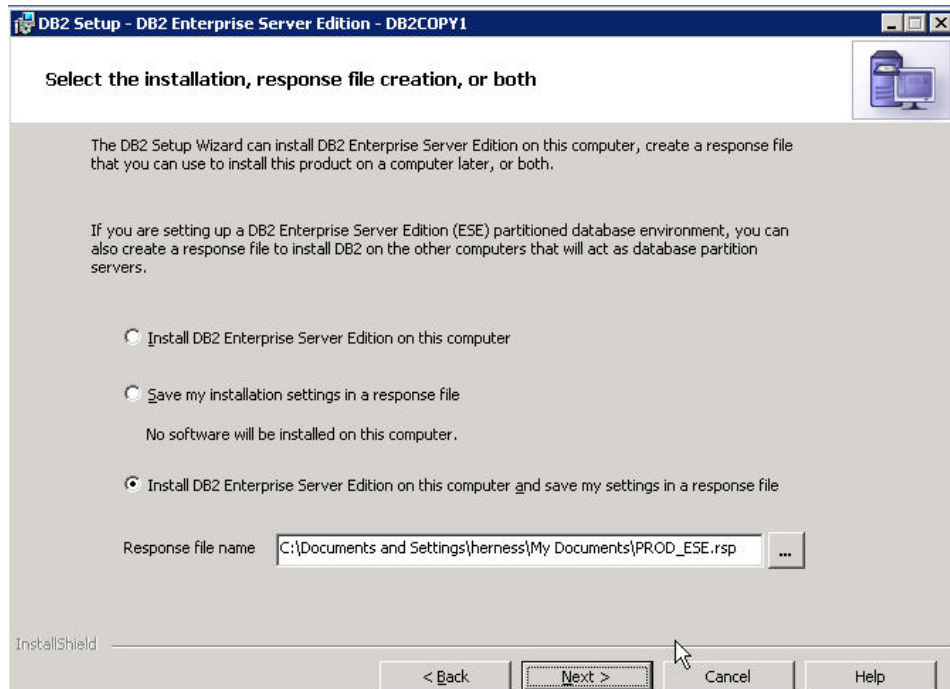 DB2 Setup - DB2 Enterprise Server Edition - DB2COPY1
Select the installation, response file creation, or both
The DB2 Setup Wizard can install DB2 Enterprise Server Edition on this computer, create a response file
that you can use to install this product on a computer later, or both.
If you are setting up a DB2 Enterprise Server Edition (ESE) partitioned database environment, you can
also create a response file to install DB2 on the other computers that will act as database partition
servers.
Install DB2 Enterprise Server Edition on this computer
Save my installation settings in a response file
No software will be installed on this computer.
Install DB2 Enterprise Server Edition on this computer and save my settings in a response file
Response file name C:\Documents and Settings\herness\My Documents\PROD_ESE.rsp ...
InstallShield
< Back Next > Cancel Help